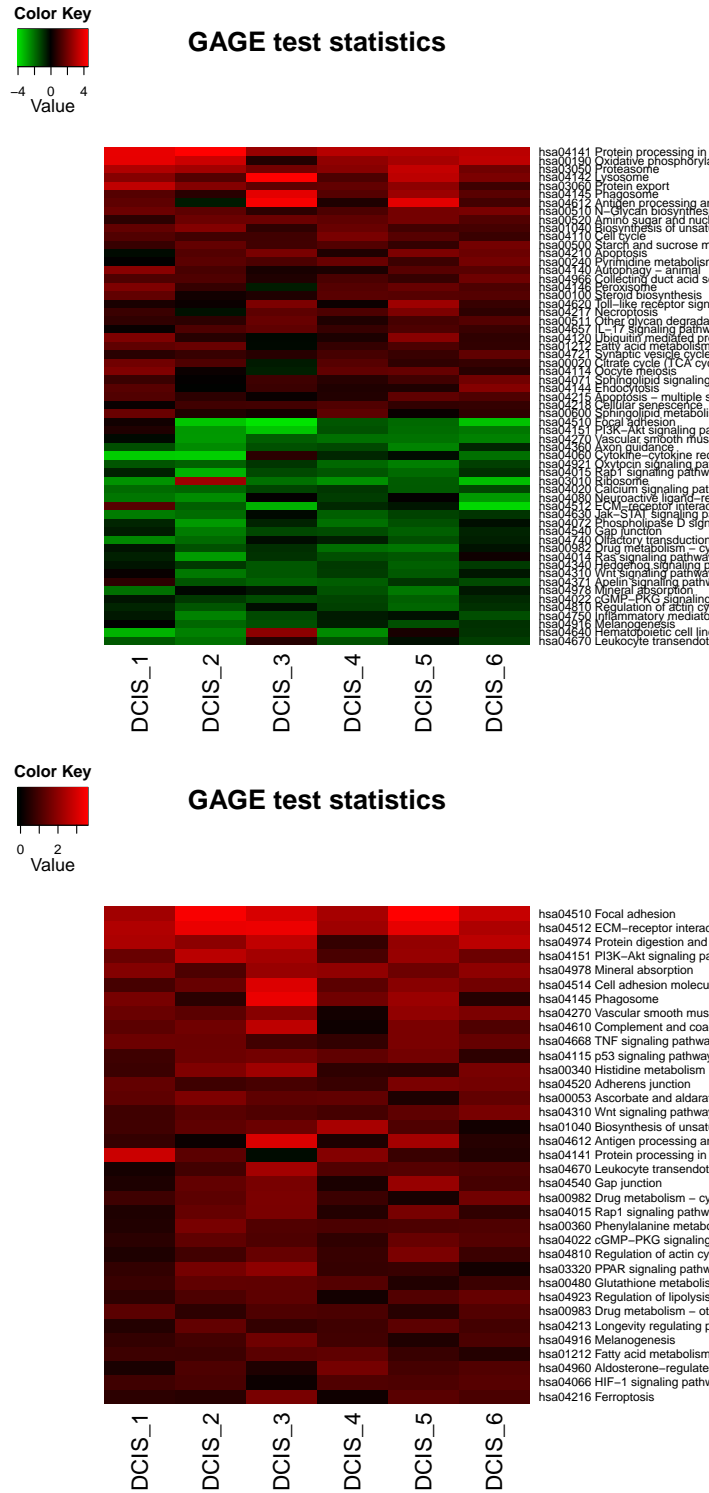 Color Key
GAGE test statistics
−4 0 4
Value
hsa04141 Protein processing in
hsa00190 Oxidative phosphoryla
hsa03050 Proteasome
hsa04142 Lysosome
hsa03060 Protein export
hsa04145 Phagosome
hsa04612 Antigen processing an
hsa00510 N−Glycan biosynthes
hsa00520 Amino sugar and nuc
hsa01040 Biosynthesis of unsatu
hsa04110 Cell cycle
hsa00500 Starch and sucrose m
hsa04210 Apoptosis
hsa00240 Pyrimidine metabolism
hsa04140 Autophagy − animal
hsa04966 Collecting duct acid se
hsa04146 Peroxisome
hsa00100 Steroid biosynthesis
hsa04620 Toll−like receptor sign
hsa04217 Necroptosis
hsa00511 Other glycan degrada
hsa04657 IL−17 signaling pathw
hsa04120 Ubiquitin mediated pro
hsa01212 Fatty acid metabolism
hsa04721 Synaptic vesicle cycle
hsa00020 Citrate cycle (TCA cyc
hsa04114 Oocyte meiosis
hsa04071 Sphingolipid signaling
hsa04144 Endocytosis
hsa04215 Apoptosis − multiple s
hsa04218 Cellular senescence
hsa00600 Sphingolipid metabolis
hsa04510 Focal adhesion
hsa04151 PI3K−Akt signaling pa
hsa04270 Vascular smooth mus
hsa04360 Axon guidance
hsa04060 Cytokine−cytokine rec
hsa04921 Oxytocin signaling pat
hsa04015 Rap1 signaling pathw
hsa03010 Ribosome
hsa04020 Calcium signaling pat
hsa04080 Neuroactive ligand−re
hsa04512 ECM−receptor interac
hsa04630 Jak−STAT signaling p
hsa04072 Phospholipase D sign
hsa04540 Gap junction
hsa04740 Olfactory transduction
hsa00982 Drug metabolism − cy
hsa04014 Ras signaling pathwa
hsa04340 Hedgehog signaling p
hsa04310 Wnt signaling pathway
hsa04371 Apelin signaling pathw
hsa04978 Mineral absorption
hsa04022 cGMP−PKG signaling
hsa04810 Regulation of actin cy
hsa04750 Inflammatory mediato
hsa04916 Melanogenesis
hsa04640 Hematopoietic cell line
hsa04670 Leukocyte transendot
DCIS_1 DCIS_2 DCIS_3 DCIS_4 DCIS_5 DCIS_6
Color Key
GAGE test statistics
0 2
Value
hsa04510 Focal adhesion
hsa04512 ECM−receptor interac
hsa04974 Protein digestion and
hsa04151 PI3K−Akt signaling pa
hsa04978 Mineral absorption
hsa04514 Cell adhesion molecu
hsa04145 Phagosome
hsa04270 Vascular smooth mus
hsa04610 Complement and coa
hsa04668 TNF signaling pathwa
hsa04115 p53 signaling pathway
hsa00340 Histidine metabolism
hsa04520 Adherens junction
hsa00053 Ascorbate and aldara
hsa04310 Wnt signaling pathway
hsa01040 Biosynthesis of unsat
hsa04612 Antigen processing an
hsa04141 Protein processing in
hsa04670 Leukocyte transendot
hsa04540 Gap junction
hsa00982 Drug metabolism − cy
hsa04015 Rap1 signaling pathw
hsa00360 Phenylalanine metabo
hsa04022 cGMP−PKG signaling
hsa04810 Regulation of actin cy
hsa03320 PPAR signaling pathw
hsa00480 Glutathione metabolis
hsa04923 Regulation of lipolysis
hsa00983 Drug metabolism − ot
hsa04213 Longevity regulating p
hsa04916 Melanogenesis
hsa01212 Fatty acid metabolism
hsa04960 Aldosterone−regulate
hsa04066 HIF−1 signaling pathw
hsa04216 Ferroptosis
DCIS_1 DCIS_2 DCIS_3 DCIS_4 DCIS_5 DCIS_6